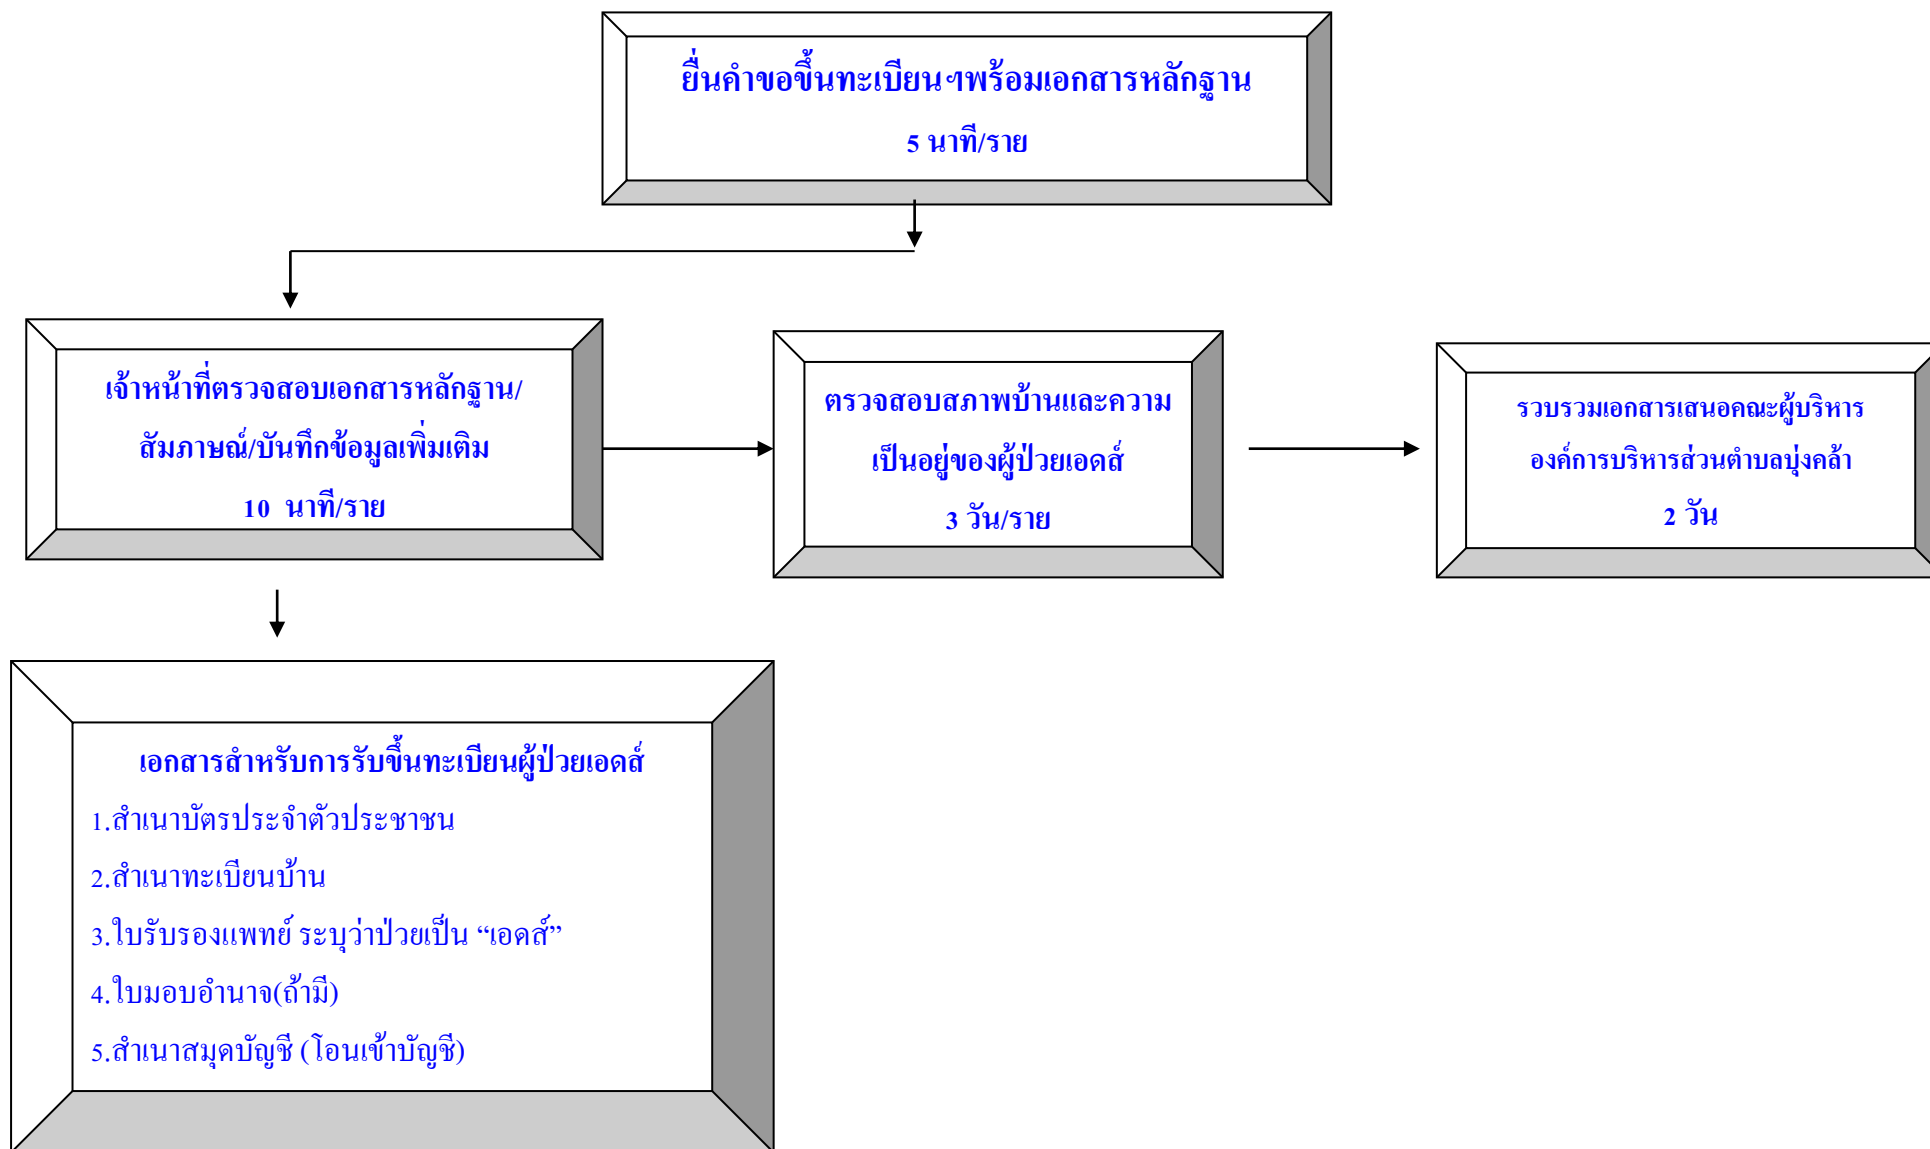 ยื่นคำขอขึ้นทะเบียนฯพร้อมเอกสารหลักฐาน
5 นาที/ราย
เจ้าหน้าที่ตรวจสอบเอกสารหลักฐาน/
สัมภาษณ์/บันทึกข้อมูลเพิ่มเติม
10 นาที/ราย
ตรวจสอบสภาพบ้านและความ
เป็นอยู่ของผู้ป่วยเอดส์
3 วัน/ราย
รวบรวมเอกสารเสนอคณะผู้บริหาร
องค์การบริหารส่วนตำบลบุ่งคล้า
2 วัน
เอกสารสำหรับการรับขึ้นทะเบียนผู้ป่วยเอดส์
1.สำเนาบัตรประจำตัวประชาชน
2.สำเนาทะเบียนบ้าน
3.ใบรับรองแพทย์ ระบุว่าป่วยเป็น “เอดส์”
4.ใบมอบอำนาจ(ถ้ามี)
5.สำเนาสมุดบัญชี (โอนเข้าบัญชี)